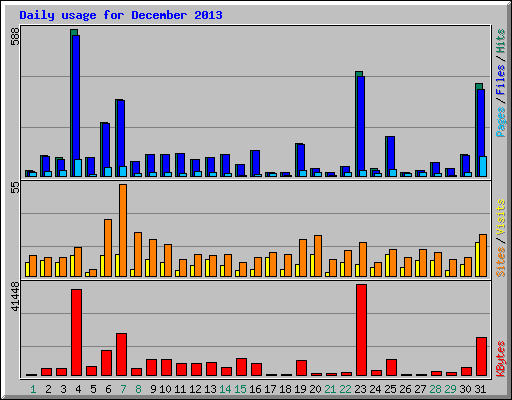 Daily usage for December 2013
588
Pages / Files / Hits
55
Sites / Visits
41448
KBytes
1 2 3 4 5 6 7 8 9 10 11 12 13 14 15 16 17 18 19 20 21 22 23 24 25 26 27 28 29 30 31